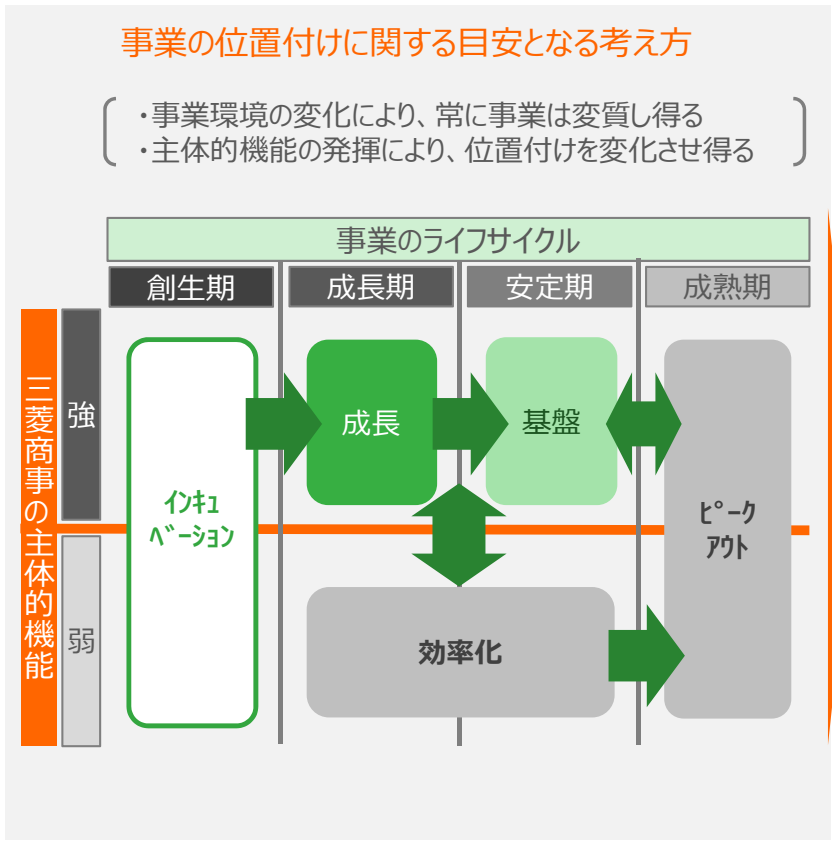 事業の位置付けに関する目安となる考え方
・事業環境の変化により、常に事業は変質し得る
・主体的機能の発揮により、位置付けを変化させ得る
事業のライフサイクル
創生期
成長期
安定期
成熟期
三菱商事の主体的機能
強
弱
インキュ
ベーション
成長
基盤
ピーク
アウト
効率化